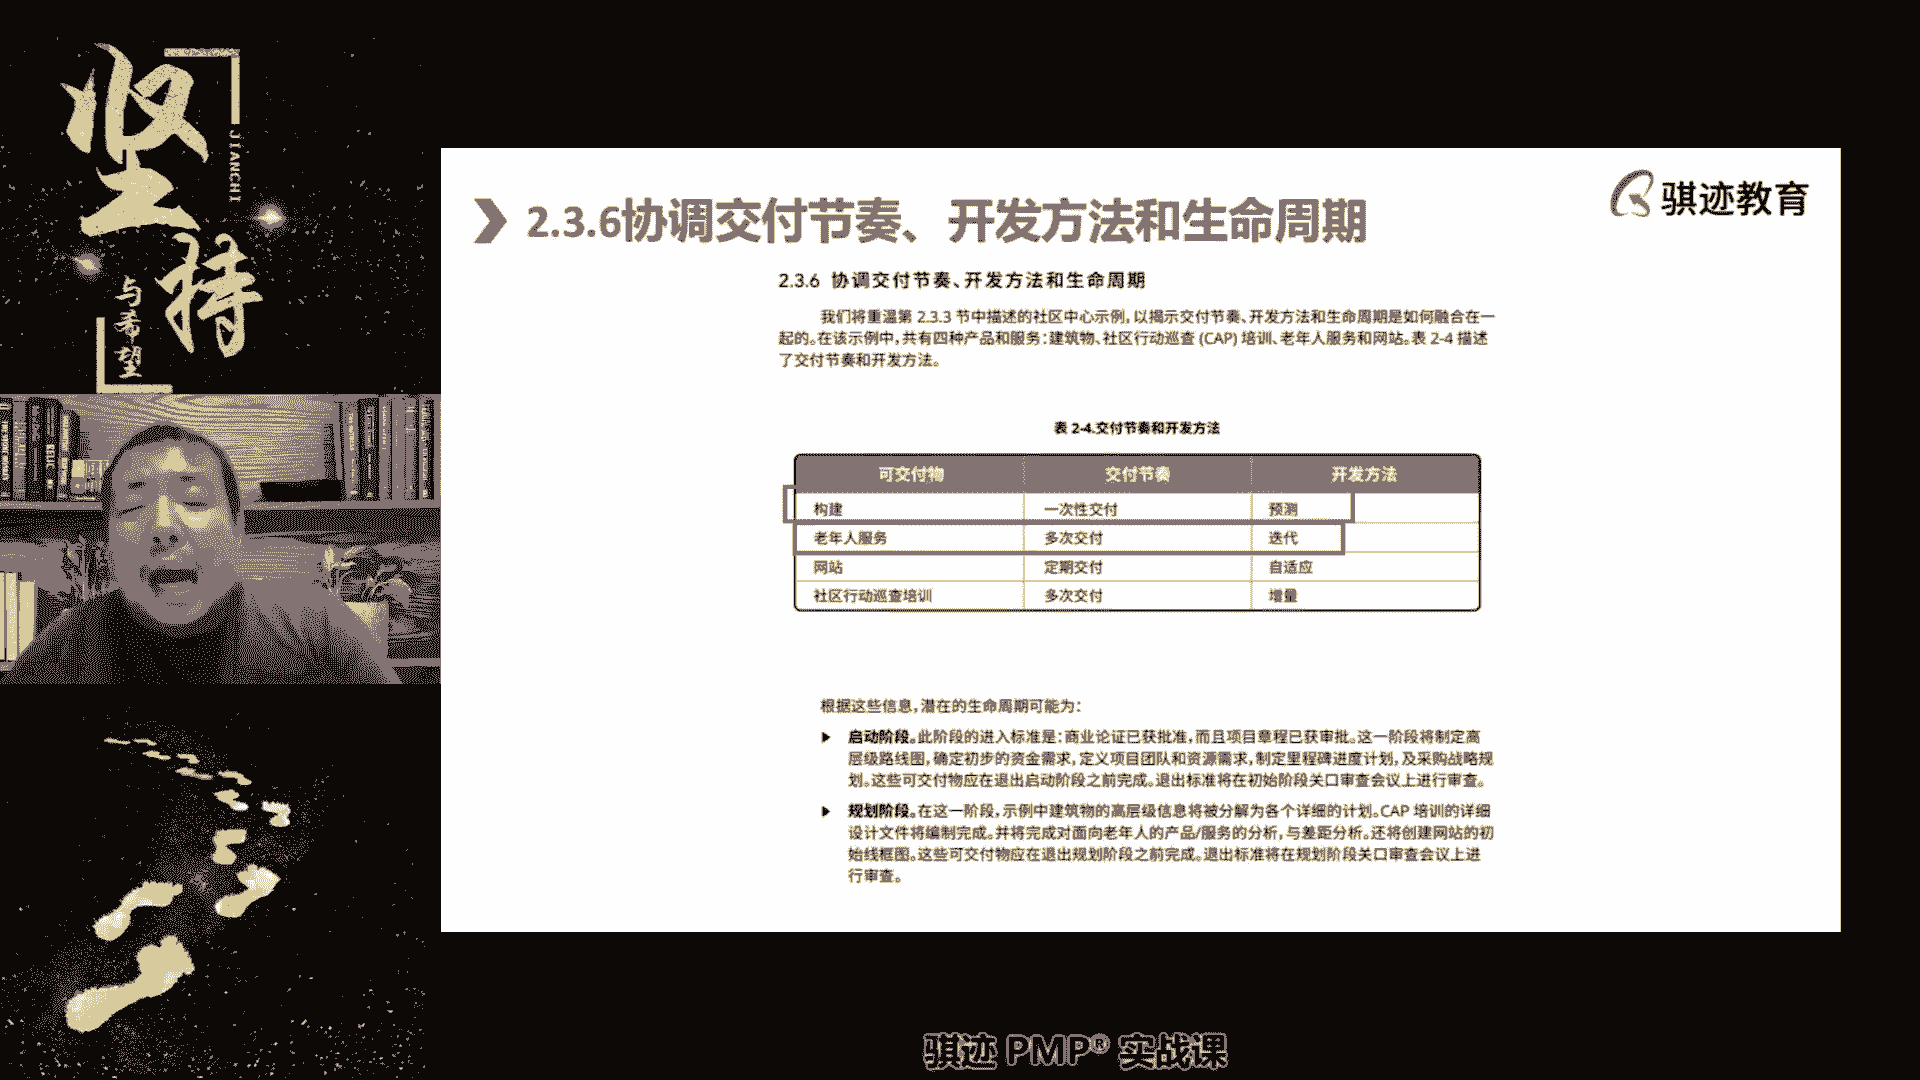 坚
持
JIANCHI
与希望
骐迹教育
2.3.6协调交付节奏、开发方法和生命周期
2.3.6 协调交付节奏、开发方法和生命周期
我们将重温第 2.3.3 节中描述的社区中心示例，以揭示交付节奏、开发方法和生命周期是如何融合在一
起的。在该示例中，共有四种产品和服务：建筑物、社区行动巡查 (CAP) 培训、老年人服务和网站。表 2-4 描述
了交付节奏和开发方法。
表 2-4.交付节奏和开发方法
可交付物 交付节奏 开发方法
构建 一次性交付 预测
老年人服务 多次交付 迭代
网站 定期交付 自适应
社区行动巡查培训 多次交付 增量
根据这些信息，潜在的生命周期可能为：
▶ 启动阶段。此阶段的进入标准是：商业论证已获批准，而且项目章程已获审批。这一阶段将制定高
层级路线图，确定初步的资金需求，定义项目团队和资源需求，制定里程碑进度计划，及采购战略规
划。这些可交付物应在退出启动阶段之前完成。退出标准将在初始阶段关口审查会议上进行审查。
▶ 规划阶段。在这一阶段，示例中建筑物的高层级信息将被分解为各个详细的计划。CAP 培训的详细
设计文件将编制完成。并将完成对面向老年人的产品/服务的分析，与差距分析。还将创建网站的初
始线框图。这些可交付物应在退出规划阶段之前完成。退出标准将在规划阶段关口审查会议上进
行审查。
骐迹 PMP® 实战课